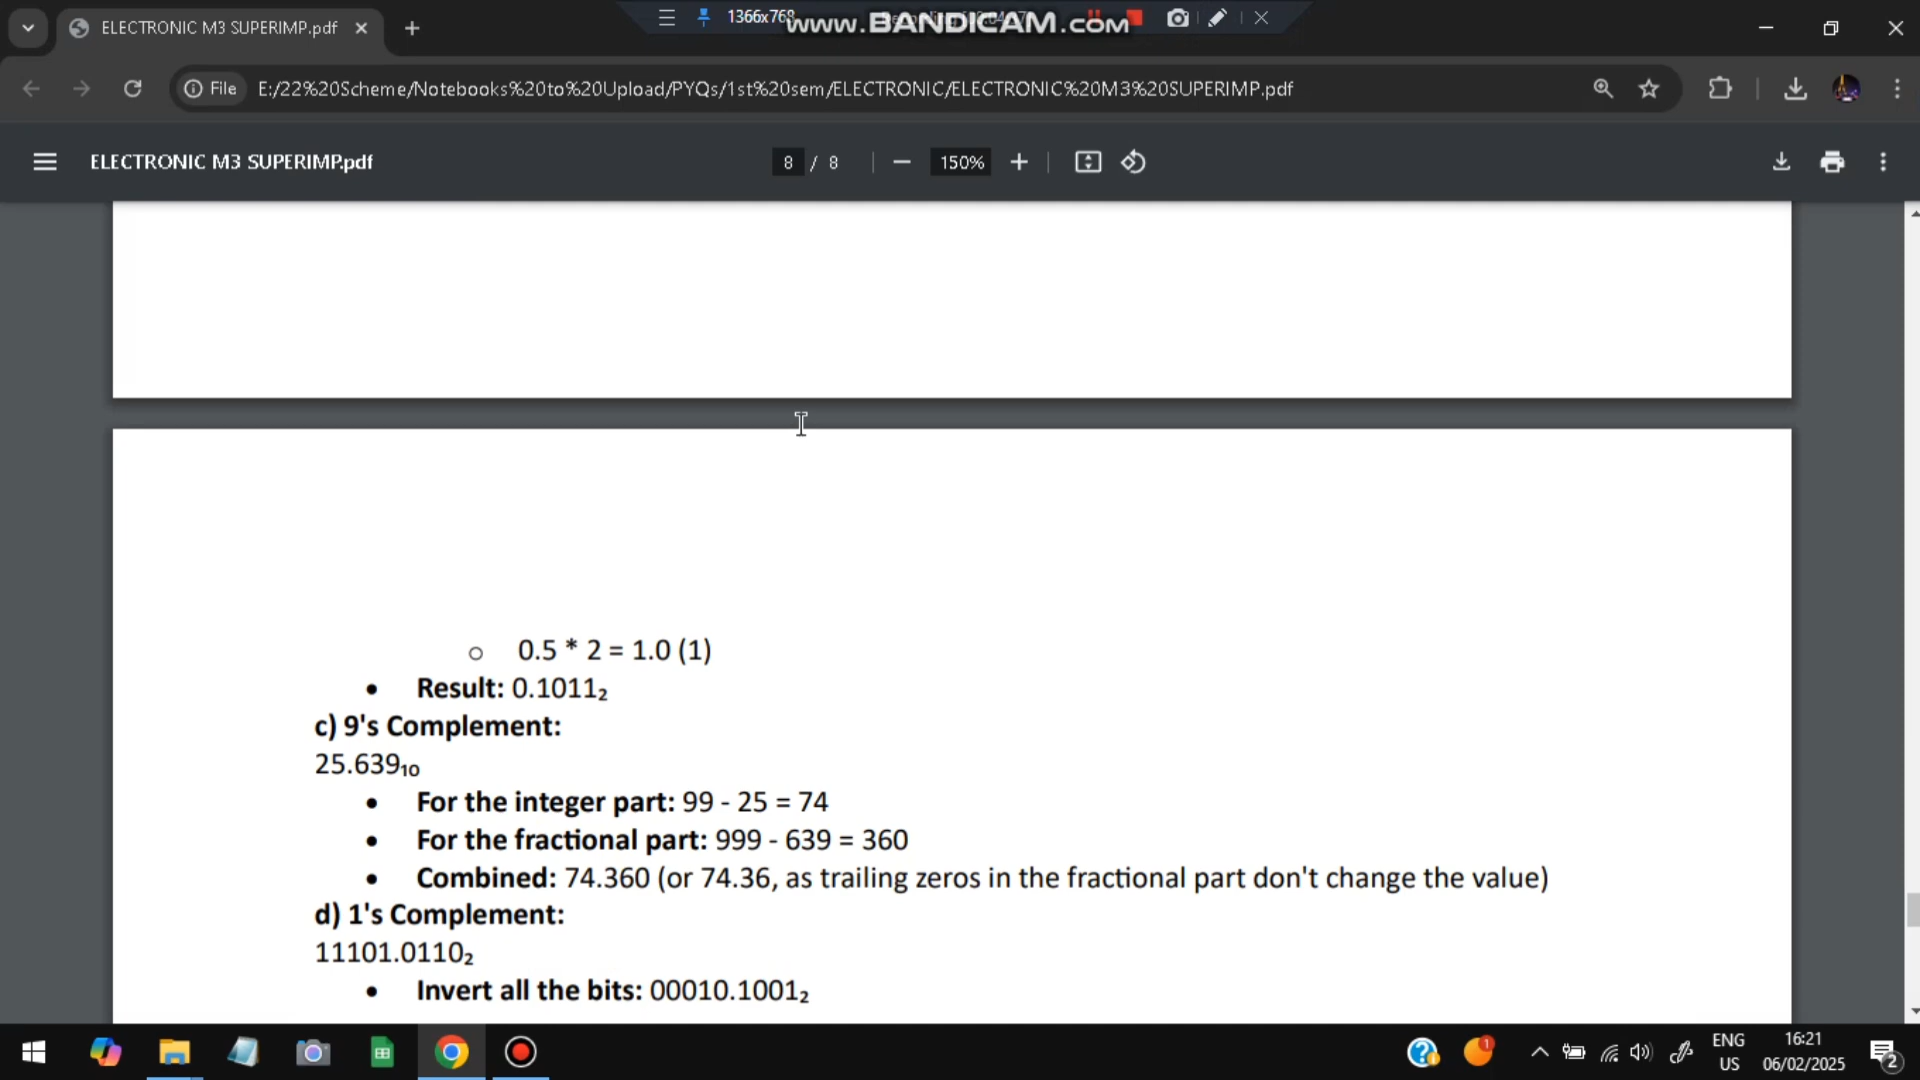 ELECTRONIC M3 SUPERIMP.pdf
1366x768
www.BANDICAM.com
File
E:/22%20Scheme/Notebooks%20to%20Upload/PYQs/1st%20sem/ELECTRONIC/ELECTRONIC%20M3%20SUPERIMP.pdf
ELECTRONIC M3 SUPERIMP.pdf
8 / 8
150%
0.5 * 2 = 1.0 (1)
Result: 0.1011₂
c) 9's Complement:
25.639₁₀
For the integer part: 99 - 25 = 74
For the fractional part: 999 - 639 = 360
Combined: 74.360 (or 74.36, as trailing zeros in the fractional part don't change the value)
d) 1's Complement:
11101.0110₂
Invert all the bits: 00010.1001₂
1
ENG
US
16:21
06/02/2025
2